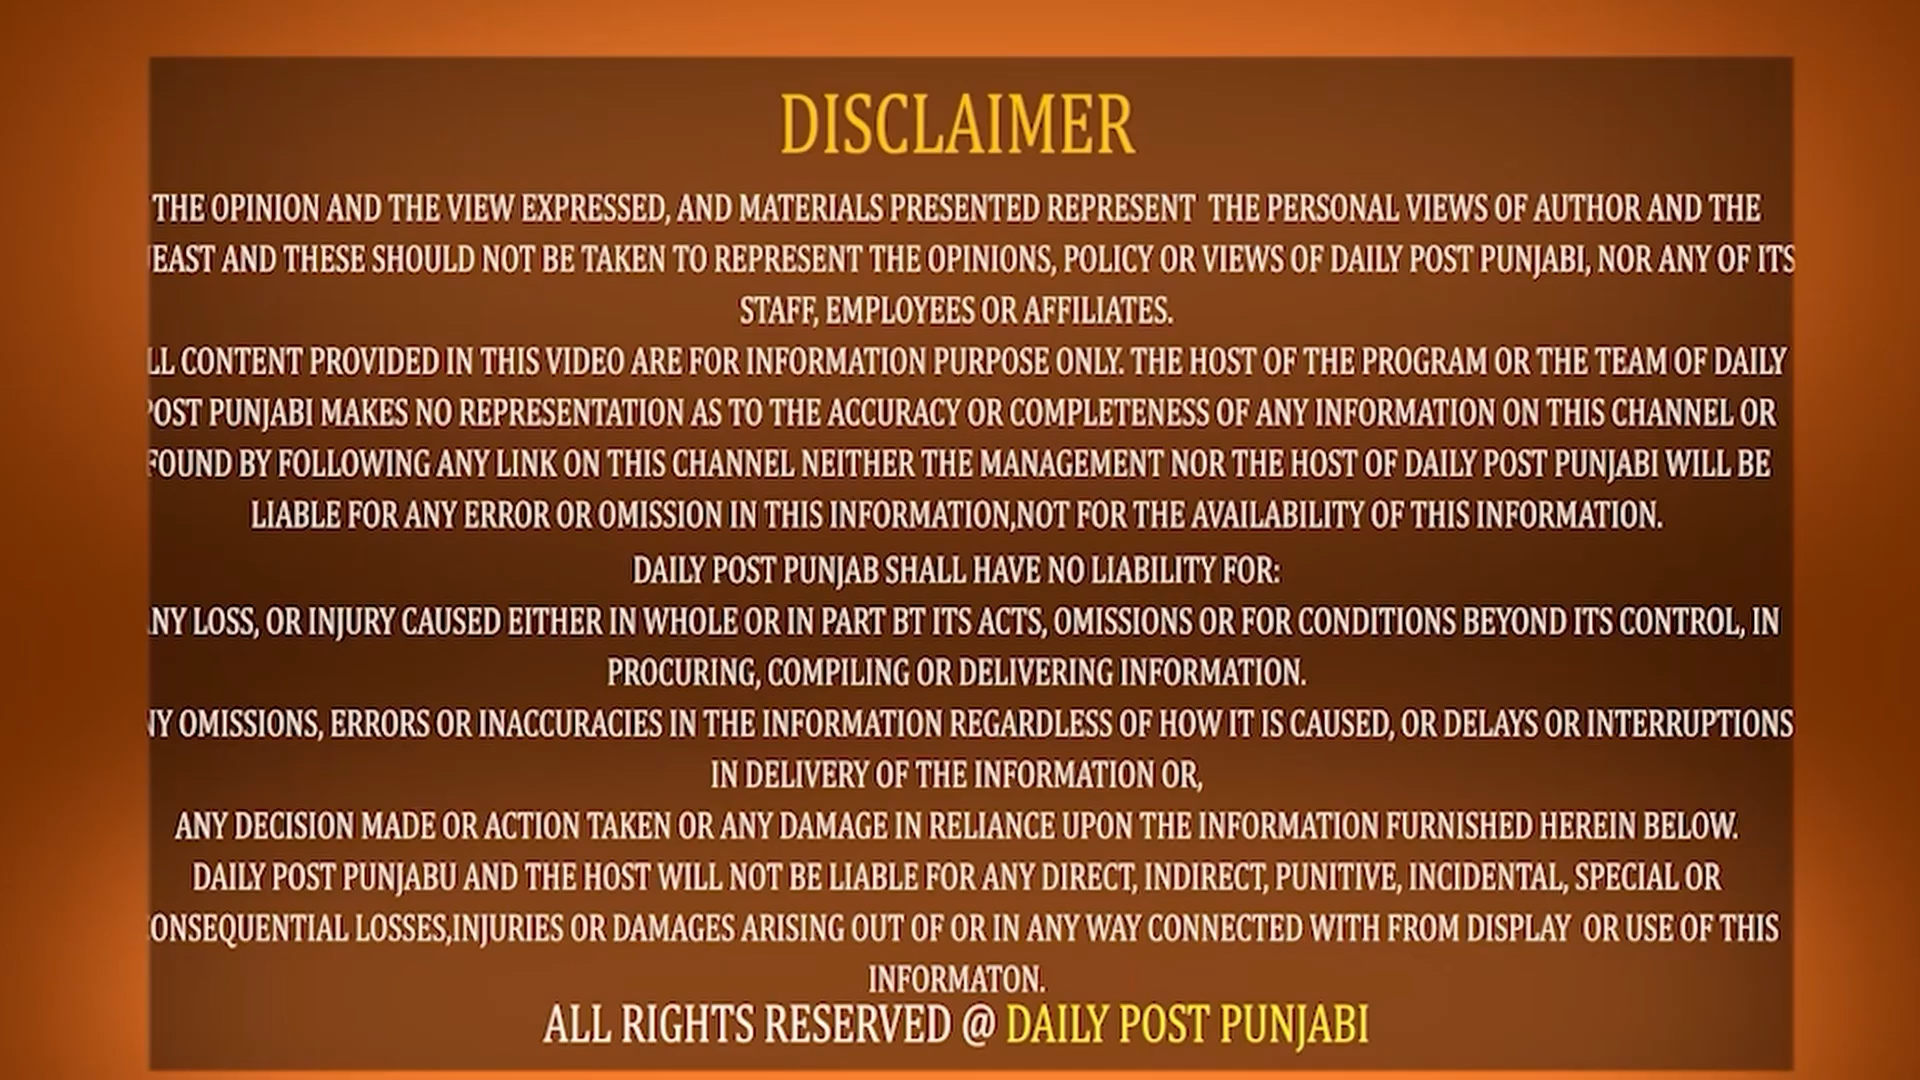 DISCLAIMER
THE OPINION AND THE VIEW EXPRESSED, AND MATERIALS PRESENTED REPRESENT THE PERSONAL VIEWS OF AUTHOR AND THE
EAST AND THESE SHOULD NOT BE TAKEN TO REPRESENT THE OPINIONS, POLICY OR VIEWS OF DAILY POST PUNJABI, NOR ANY OF ITS
STAFF, EMPLOYEES OR AFFILIATES.
LL CONTENT PROVIDED IN THIS VIDEO ARE FOR INFORMATION PURPOSE ONLY. THE HOST OF THE PROGRAM OR THE TEAM OF DAILY
POST PUNJABI MAKES NO REPRESENTATION AS TO THE ACCURACY OR COMPLETENESS OF ANY INFORMATION ON THIS CHANNEL OR
FOUND BY FOLLOWING ANY LINK ON THIS CHANNEL NEITHER THE MANAGEMENT NOR THE HOST OF DAILY POST PUNJABI WILL BE
LIABLE FOR ANY ERROR OR OMISSION IN THIS INFORMATION,NOT FOR THE AVAILABILITY OF THIS INFORMATION.
DAILY POST PUNJAB SHALL HAVE NO LIABILITY FOR:
NY LOSS, OR INJURY CAUSED EITHER IN WHOLE OR IN PART BT ITS ACTS, OMISSIONS OR FOR CONDITIONS BEYOND ITS CONTROL, IN
PROCURING, COMPILING OR DELIVERING INFORMATION.
NY OMISSIONS, ERRORS OR INACCURACIES IN THE INFORMATION REGARDLESS OF HOW IT IS CAUSED, OR DELAYS OR INTERRUPTIONS
IN DELIVERY OF THE INFORMATION OR,
ANY DECISION MADE OR ACTION TAKEN OR ANY DAMAGE IN RELIANCE UPON THE INFORMATION FURNISHED HEREIN BELOW.
DAILY POST PUNJABU AND THE HOST WILL NOT BE LIABLE FOR ANY DIRECT, INDIRECT, PUNITIVE, INCIDENTAL, SPECIAL OR
ONSEQUENTIAL LOSSES,INJURIES OR DAMAGES ARISING OUT OF OR IN ANY WAY CONNECTED WITH FROM DISPLAY OR USE OF THIS
INFORMATON.
ALL RIGHTS RESERVED @ DAILY POST PUNJABI